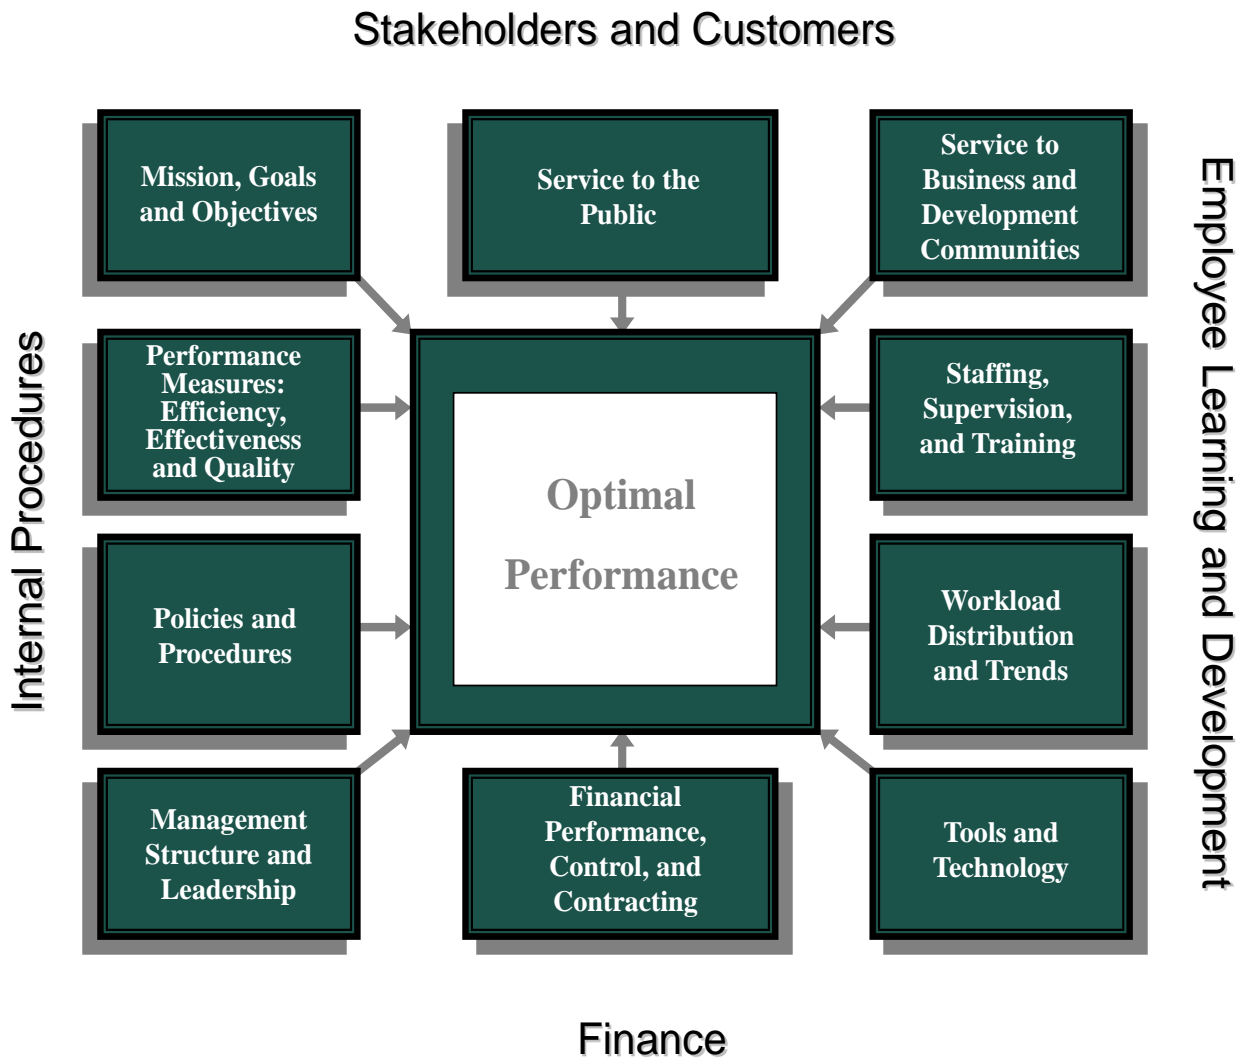 Stakeholders and Customers
Mission, Goals
and Objectives
Service to the
Public
Service to
Business and
Development
Communities
Performance
Measures:
Efficiency,
Effectiveness
and Quality
Staffing,
Supervision,
and Training
Optimal
Performance
Policies and
Procedures
Workload
Distribution
and Trends
Management
Structure and
Leadership
Financial
Performance,
Control, and
Contracting
Tools and
Technology
Internal Procedures
Employee Learning and Development
Finance